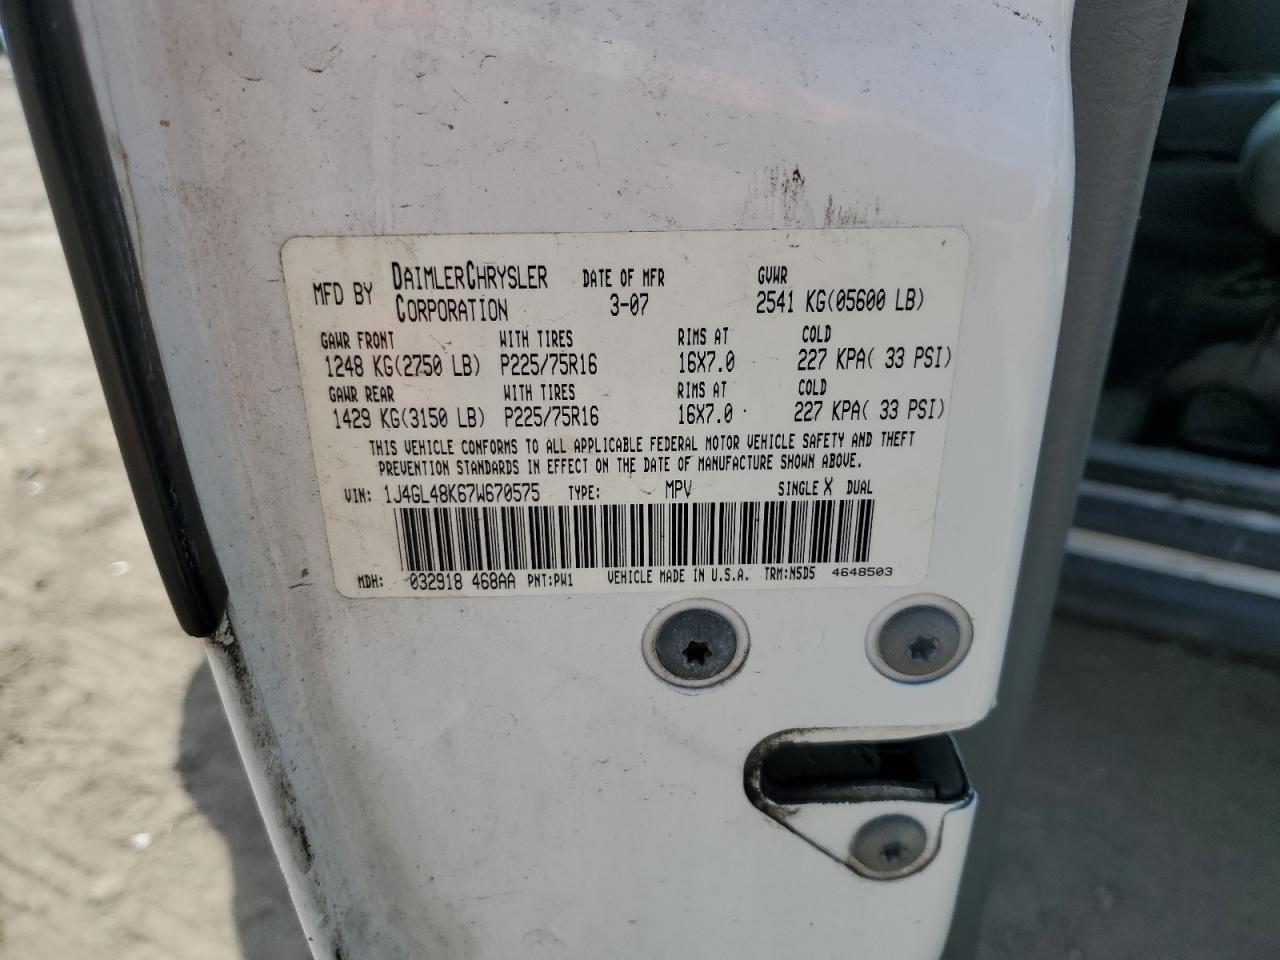 MFD BY DAIMLERCHRYSLER CORPORATION DATE OF MFR 3-07 GVWR 2541 KG(05600 LB)
GAWR FRONT WITH TIRES RIMS AT COLD
1248 KG(2750 LB) P225/75R16 16X7.0 227 KPA( 33 PSI)
GAWR REAR WITH TIRES RIMS AT COLD
1429 KG(3150 LB) P225/75R16 16X7.0 227 KPA( 33 PSI)
THIS VEHICLE CONFORMS TO ALL APPLICABLE FEDERAL MOTOR VEHICLE SAFETY AND THEFT
PREVENTION STANDARDS IN EFFECT ON THE DATE OF MANUFACTURE SHOWN ABOVE.
VIN: 1J4GL48K67W670575 TYPE: MPV SINGLE X DUAL
MDH: 032918 468AA PNT:PW1 VEHICLE MADE IN U.S.A. TRM:N5D5 4648503